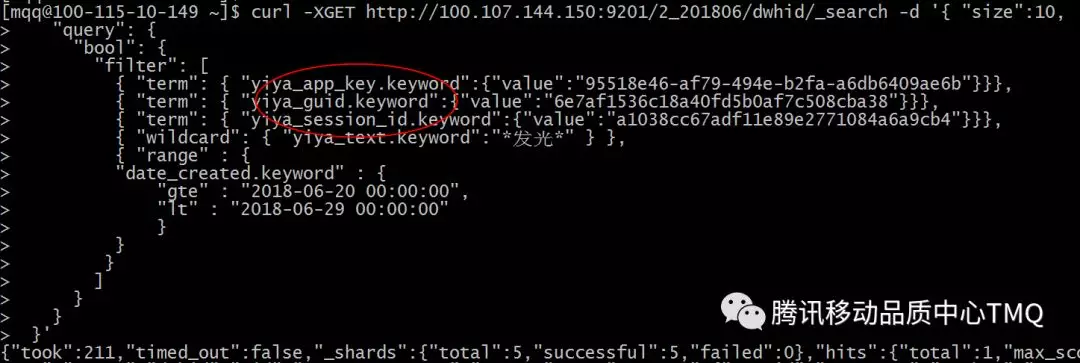 [mqq@100-115-10-149 ~]$ curl -XGET http://100.107.144.150:9201/2_201806/dwhid/_search -d '{ "size":10,
> "query": {
> "bool": {
> "filter": [
> { "term": { "yiya_app_key.keyword":{"value":"95518e46-af79-494e-b2fa-a6db6409ae6b"}}},
> { "term": { "yiya_guid.keyword":{"value":"6e7af1536c18a40fd5b0af7c508cba38"}}},
> { "term": { "yiya_session_id.keyword":{"value":"a1038cc67adf11e89e2771084a6a9cb4"}}},
> { "wildcard": { "yiya_text.keyword":"*发光*" } },
> { "range" : {
> "date_created.keyword" : {
> "gte" : "2018-06-20 00:00:00",
> "lt" : "2018-06-29 00:00:00"
> }
> }
> }
> ]
> }
> }
> }'
腾讯移动品质中心TMQ
{"took":211,"timed_out":false,"_shards":{"total":5,"successful":5,"failed":0},"hits":{"total":1,"max_sco